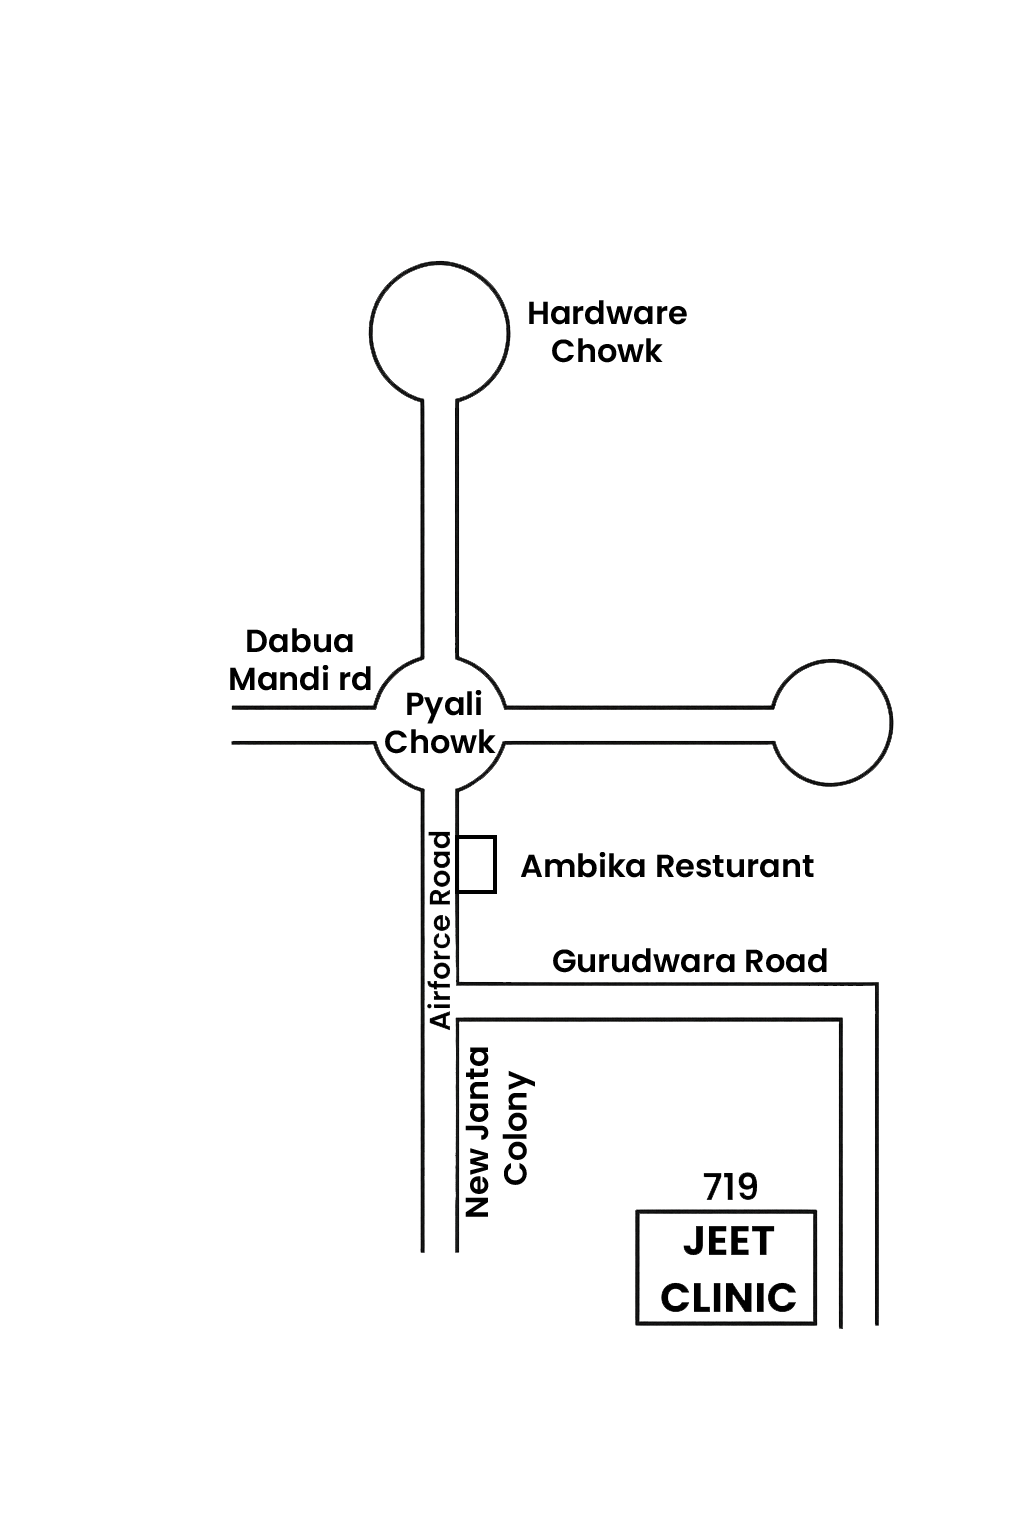 Hardware
Chowk
Dabua
Mandi rd
Pyali
Chowk
Airforce Road
Ambika Resturant
Gurudwara Road
New Janta
Colony
719
JEET
CLINIC